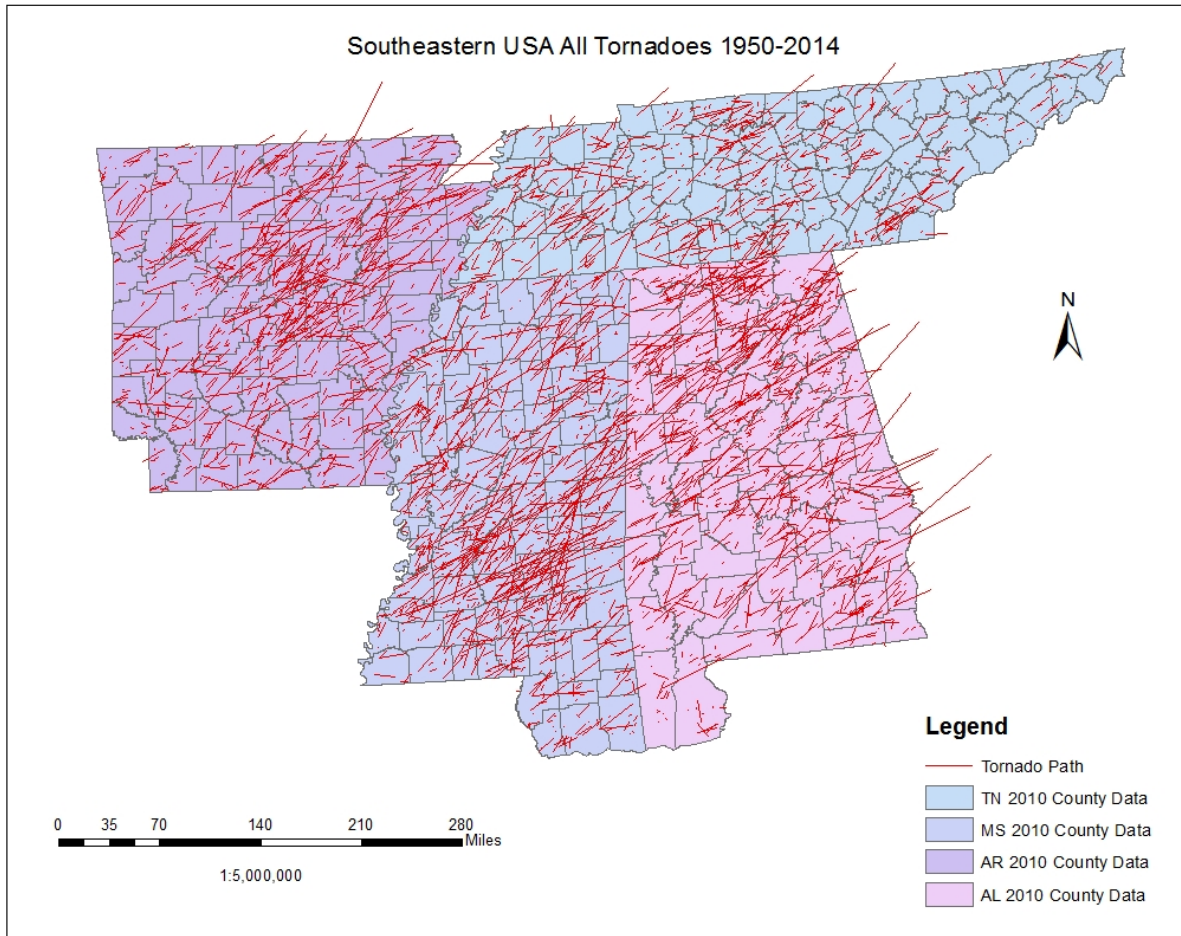 Southeastern USA All Tornadoes 1950-2014
N
Legend
Tornado Path
TN 2010 County Data
MS 2010 County Data
AR 2010 County Data
AL 2010 County Data
0 35 70 140 210 280
Miles
1:5,000,000